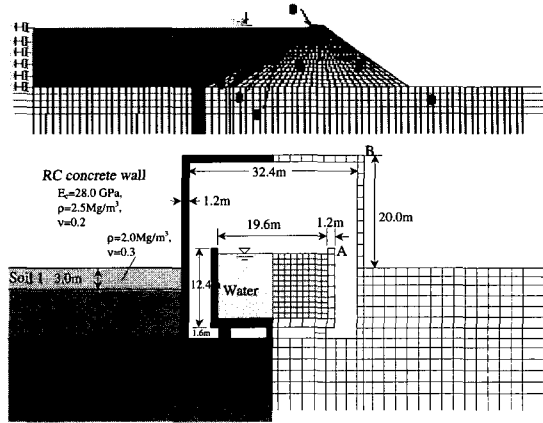 B
32.4m
RC concrete wall
E_c=28.0 GPa,
ρ=2.5Mg/m³,
ν=0.2
1.2m
20.0m
19.6m
1.2m
ρ=2.0Mg/m³,
ν=0.3
A
Soil 1 3.0m
12.4
Water
1.6m